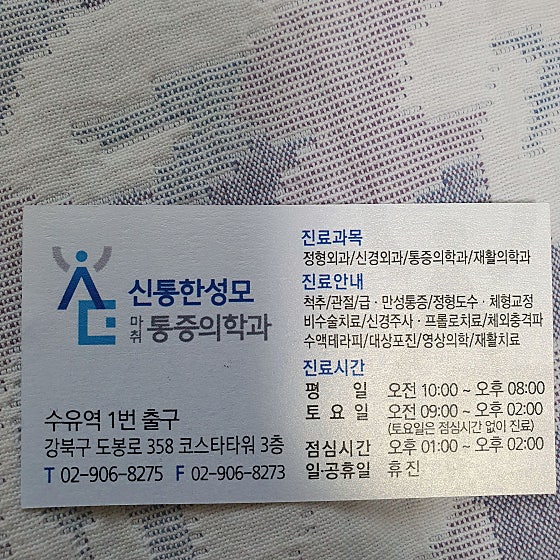 신통한성모
마취 통증의학과
수유역 1번 출구
강북구 도봉로 358 코스타타워 3층
T 02-906-8275 F 02-906-8273
진료과목
정형외과/신경외과/통증의학과/재활의학과
진료안내
척추/관절/급·만성통증/정형도수·체형교정
비수술치료/신경주사·프롤로치료/체외충격파
수액테라피/대상포진/영상의학/재활치료
진료시간
평 일 오전 10:00 ~ 오후 08:00
토 요 일 오전 09:00 ~ 오후 02:00
(토요일은 점심시간 없이 진료)
점심시간 오후 01:00 ~ 오후 02:00
일·공휴일 휴 진